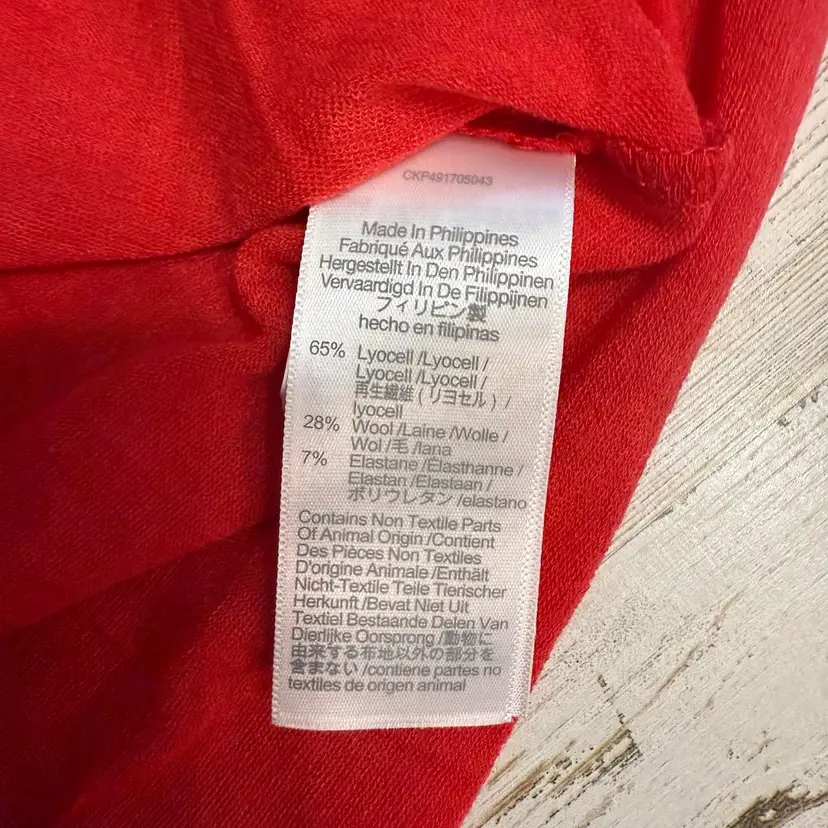 CKP491705043
Made In Philippines
Fabriqué Aux Philippines
Hergestellt In Den Philippinen
Vervaardigd In De Filippijnen
フィリピン製
hecho en filipinas
65% Lyocell /Lyocell /
Lyocell /Lyocell /
再生繊維 ( リヨセル ) /
lyocell
28% Wool /Laine /Wolle /
Wol /毛 /lana
7% Elastane /Élasthanne /
Elastan /Elastaan /
ポリウレタン /elastano
Contains Non Textile Parts
Of Animal Origin /Contient
Des Pièces Non Textiles
D'origine Animale /Enthält
Nicht-Textile Teile Tierischer
Herkunft /Bevat Niet Uit
Textiel Bestaande Delen Van
Dierlijke Oorsprong /動物に
由来する布地以外の部分を
含まない /contiene partes no
textiles de origen animal